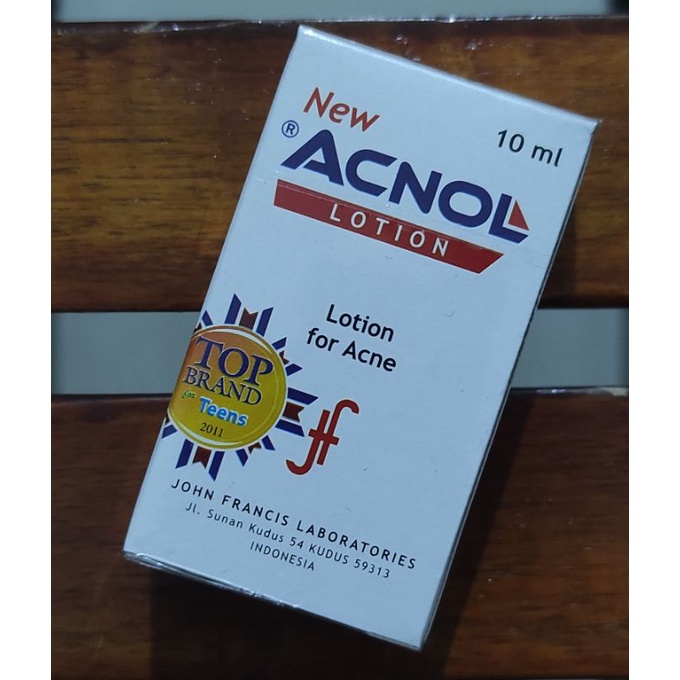 New
10 ml
® ACNOL
LOTION
Lotion
for Acne
TOP
BRAND
for Teens
2011
jf
JOHN FRANCIS LABORATORIES
Jl. Sunan Kudus 54 KUDUS 59313
INDONESIA